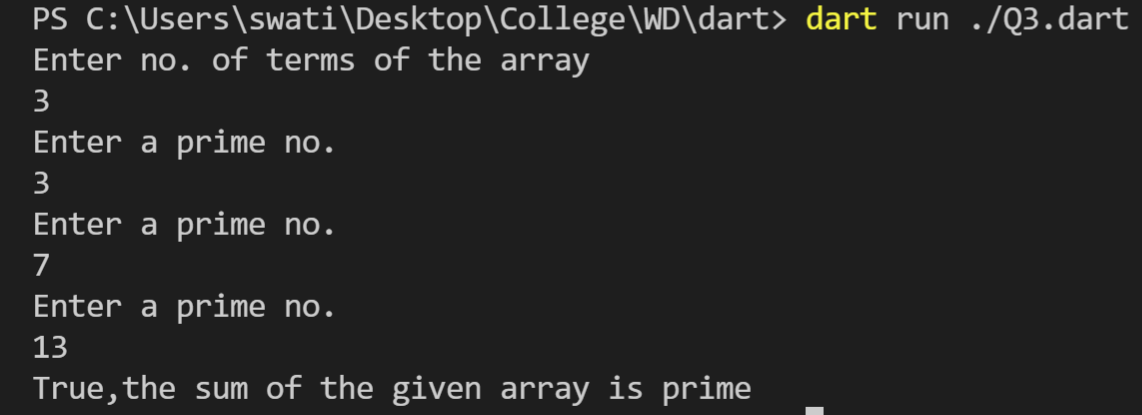 PS C:\Users\swati\Desktop\College\WD\dart> dart run ./Q3.dart
Enter no. of terms of the array
3
Enter a prime no.
3
Enter a prime no.
7
Enter a prime no.
13
True,the sum of the given array is prime